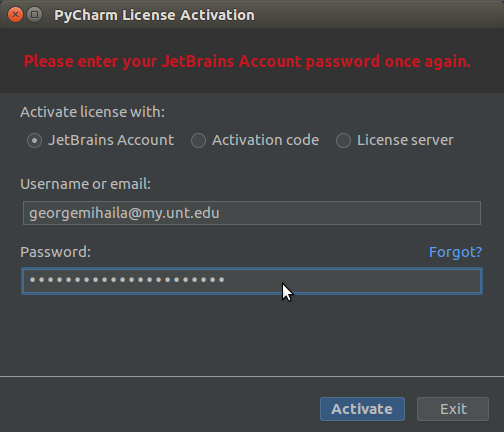 PyCharm License Activation
Please enter your JetBrains Account password once again.
Activate license with:
JetBrains Account Activation code License server
Username or email:
georgemihaila@my.unt.edu
Password: Forgot?
••••••••••••••••••••••
Activate Exit